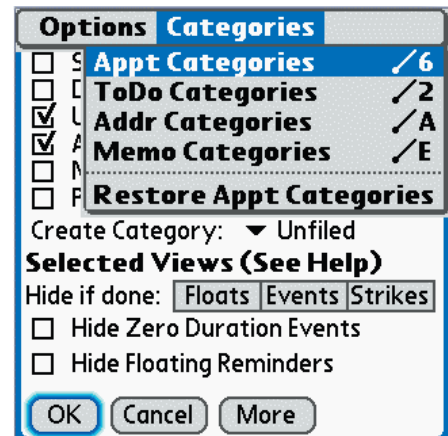 Options Categories
Appt Categories /6
ToDo Categories /2
Addr Categories /A
Memo Categories /E
Restore Appt Categories
Create Category: Unfiled
Selected Views (See Help)
Hide if done: Floats Events Strikes
Hide Zero Duration Events
Hide Floating Reminders
OK Cancel More